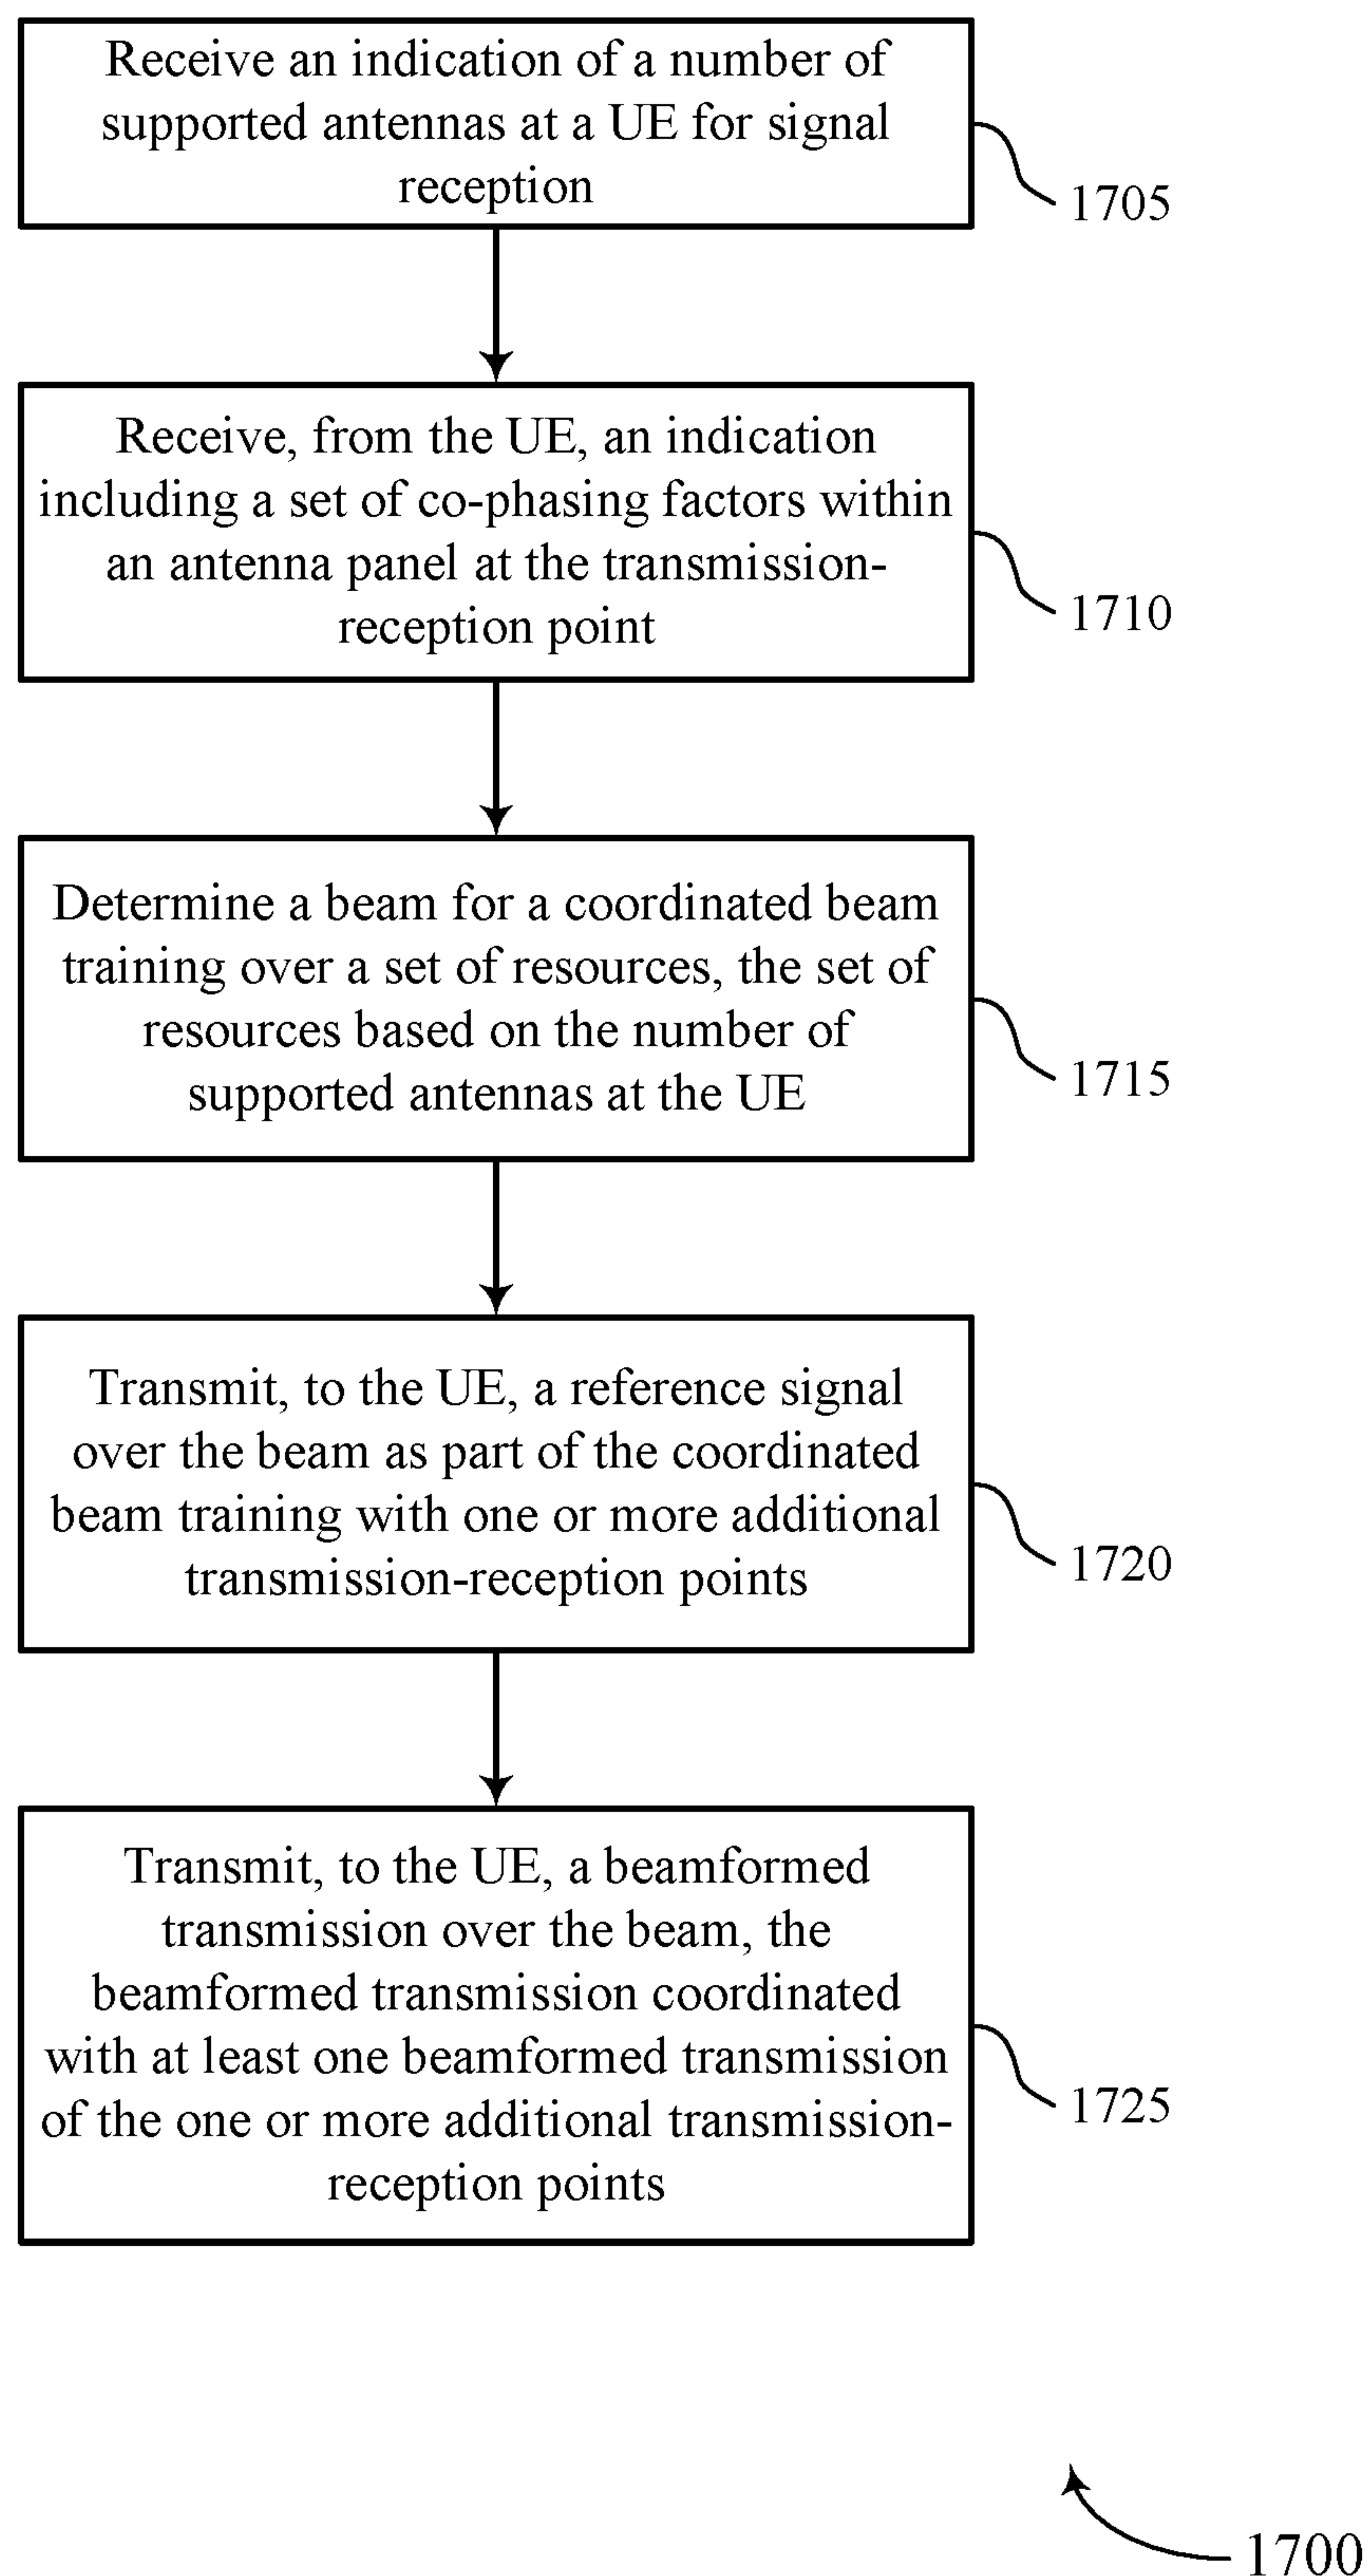 Receive an indication of a number of
supported antennas at a UE for signal
reception
1705
Receive, from the UE, an indication
including a set of co-phasing factors within
an antenna panel at the transmission-
reception point
1710
Determine a beam for a coordinated beam
training over a set of resources, the set of
resources based on the number of
supported antennas at the UE
1715
Transmit, to the UE, a reference signal
over the beam as part of the coordinated
beam training with one or more additional
transmission-reception points
1720
Transmit, to the UE, a beamformed
transmission over the beam, the
beamformed transmission coordinated
with at least one beamformed transmission
of the one or more additional transmission-
reception points
1725
1700